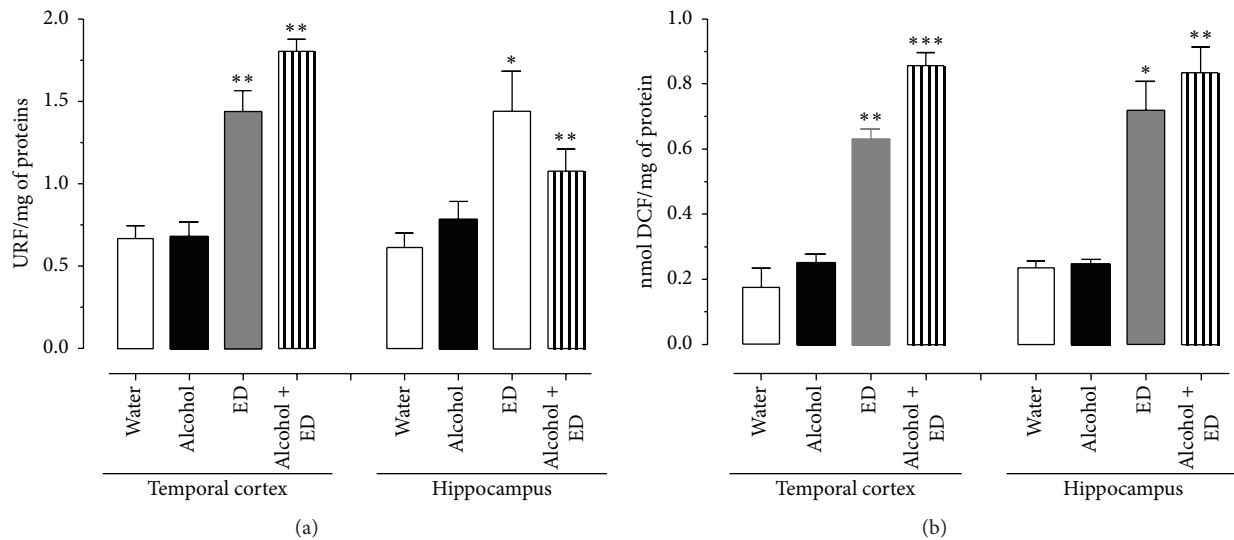 2.0
1.5
1.0
0.5
0.0
URF/mg of proteins
**
**
*
**
Water
Alcohol
ED
Alcohol +
ED
Water
Alcohol
ED
Alcohol +
ED
Temporal cortex
Hippocampus
(a)
1.0
0.8
0.6
0.4
0.2
0.0
nmol DCF/mg of protein
**
***
*
**
Water
Alcohol
ED
Alcohol +
ED
Water
Alcohol
ED
Alcohol +
ED
Temporal cortex
Hippocampus
(b)